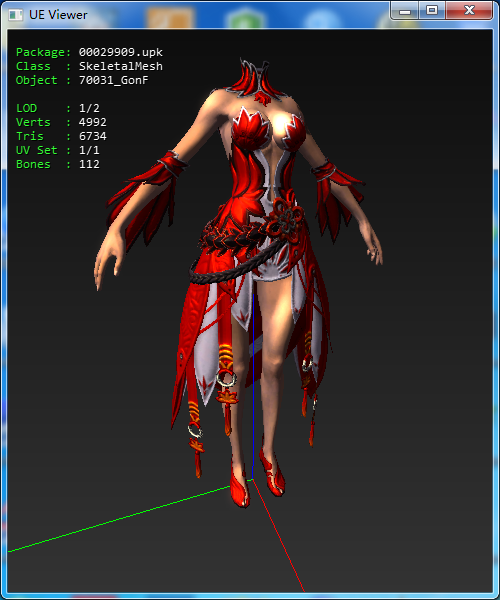 UE Viewer
Package: 00029909.upk
Class : SkeletalMesh
Object : 70031_GonF
LOD : 1/2
Verts : 4992
Tris : 6734
UV Set : 1/1
Bones : 112